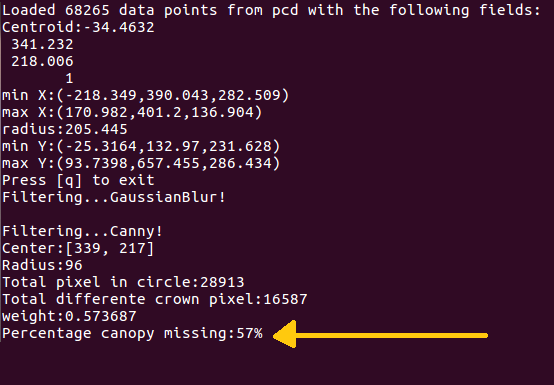 Loaded 68265 data points from pcd with the following fields:
Centroid:-34.4632
341.232
218.006
1
min X:(-218.349,390.043,282.509)
max X:(170.982,401.2,136.904)
radius:205.445
min Y:(-25.3164,132.97,231.628)
max Y:(93.7398,657.455,286.434)
Press [q] to exit
Filtering...GaussianBlur!
Filtering...Canny!
Center:[339, 217]
Radius:96
Total pixel in circle:28913
Total differente crown pixel:16587
weight:0.573687
Percentage canopy missing:57%